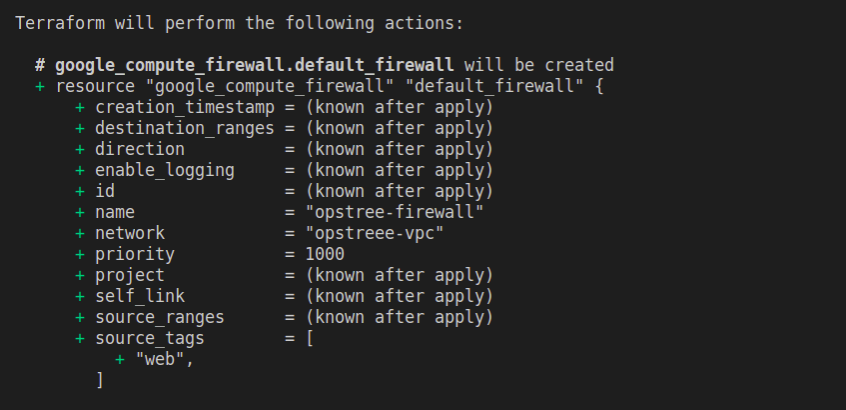 Terraform will perform the following actions:
# google_compute_firewall.default_firewall will be created
+ resource "google_compute_firewall" "default_firewall" {
+ creation_timestamp = (known after apply)
+ destination_ranges = (known after apply)
+ direction          = (known after apply)
+ enable_logging     = (known after apply)
+ id                 = (known after apply)
+ name               = "opstree-firewall"
+ network            = "opstreee-vpc"
+ priority           = 1000
+ project            = (known after apply)
+ self_link          = (known after apply)
+ source_ranges      = (known after apply)
+ source_tags        = [
+ "web",
]